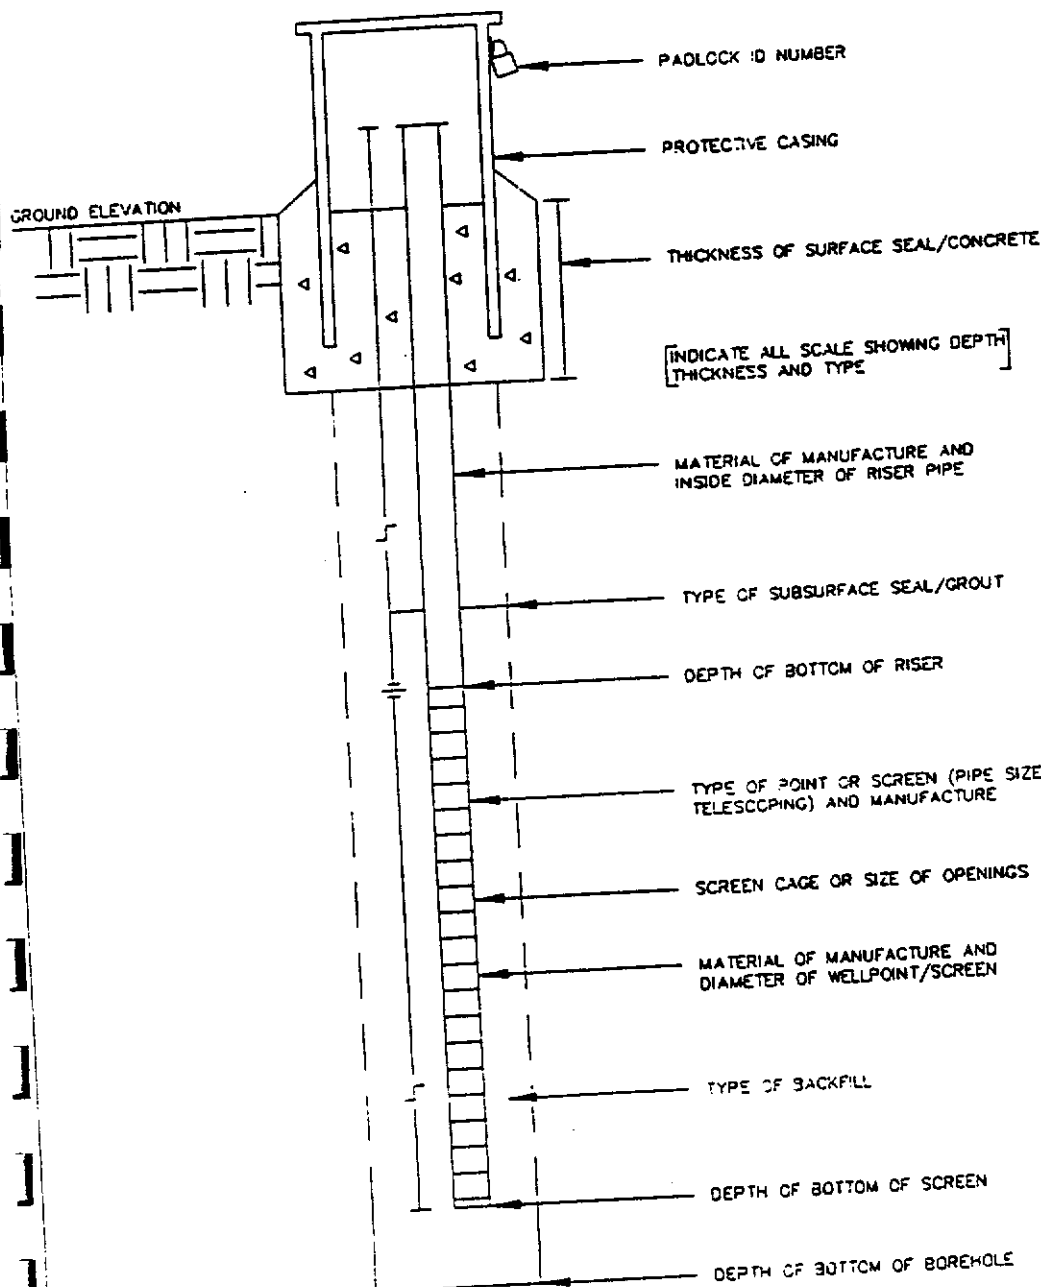 PADLOCK ID NUMBER
PROTECTIVE CASING
GROUND ELEVATION
THICKNESS OF SURFACE SEAL/CONCRETE
[INDICATE ALL SCALE SHOWING DEPTH
THICKNESS AND TYPE]
MATERIAL OF MANUFACTURE AND
INSIDE DIAMETER OF RISER PIPE
TYPE OF SUBSURFACE SEAL/GROUT
DEPTH OF BOTTOM OF RISER
TYPE OF POINT OR SCREEN (PIPE SIZE
TELESCOPING) AND MANUFACTURE
SCREEN GAGE OR SIZE OF OPENINGS
MATERIAL OF MANUFACTURE AND
DIAMETER OF WELLPOINT/SCREEN
TYPE OF BACKFILL
DEPTH OF BOTTOM OF SCREEN
DEPTH OF BOTTOM OF BOREHOLE